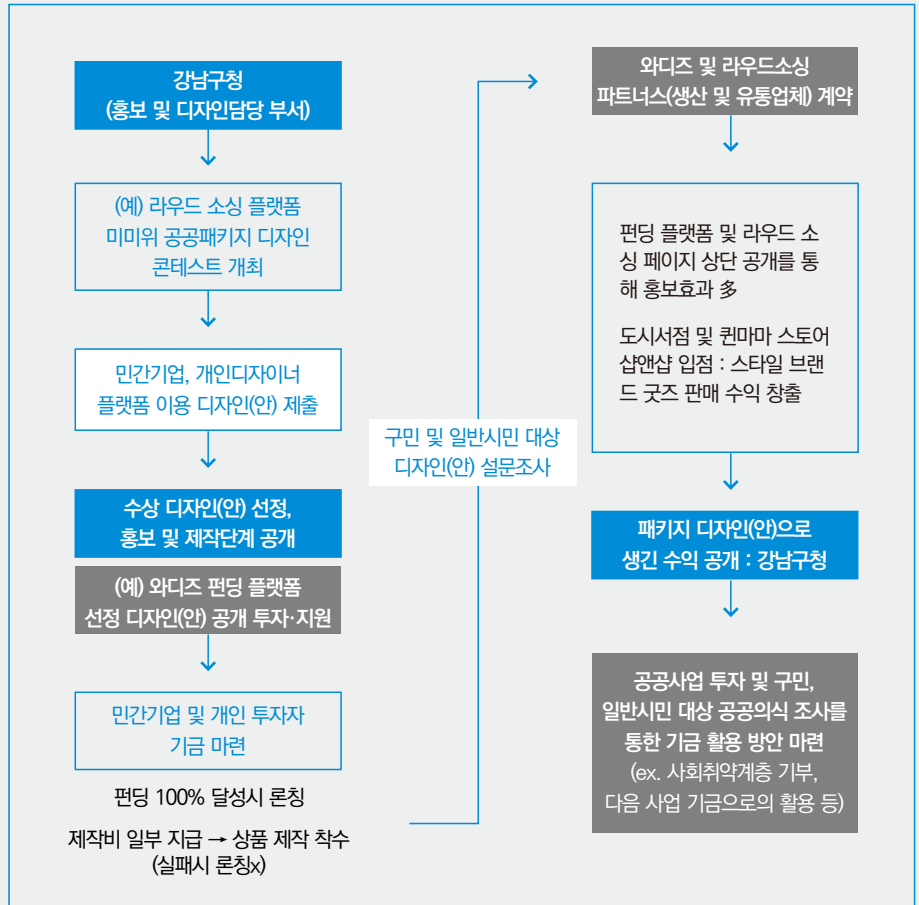 강남구청
(홍보 및 디자인담당 부서)
(예) 라우드 소싱 플랫폼
미미위 공공패키지 디자인
콘테스트 개최
민간기업, 개인디자이너
플랫폼 이용 디자인(안) 제출
수상 디자인(안) 선정,
홍보 및 제작단계 공개
(예) 와디즈 펀딩 플랫폼
선정 디자인(안) 공개 투자·지원
민간기업 및 개인 투자자
기금 마련
펀딩 100% 달성시 론칭
제작비 일부 지급 → 상품 제작 착수
(실패시 론칭x)
구민 및 일반시민 대상
디자인(안) 설문조사
와디즈 및 라우드소싱
파트너스(생산 및 유통업체) 계약
펀딩 플랫폼 및 라우드 소
싱 페이지 상단 공개를 통
해 홍보효과 多
도시서점 및 퀸마마 스토어
샵앤샵 입점 : 스타일 브랜
드 굿즈 판매 수익 창출
패키지 디자인(안)으로
생긴 수익 공개 : 강남구청
공공사업 투자 및 구민,
일반시민 대상 공공의식 조사를
통한 기금 활용 방안 마련
(ex. 사회취약계층 기부,
다음 사업 기금으로의 활용 등)